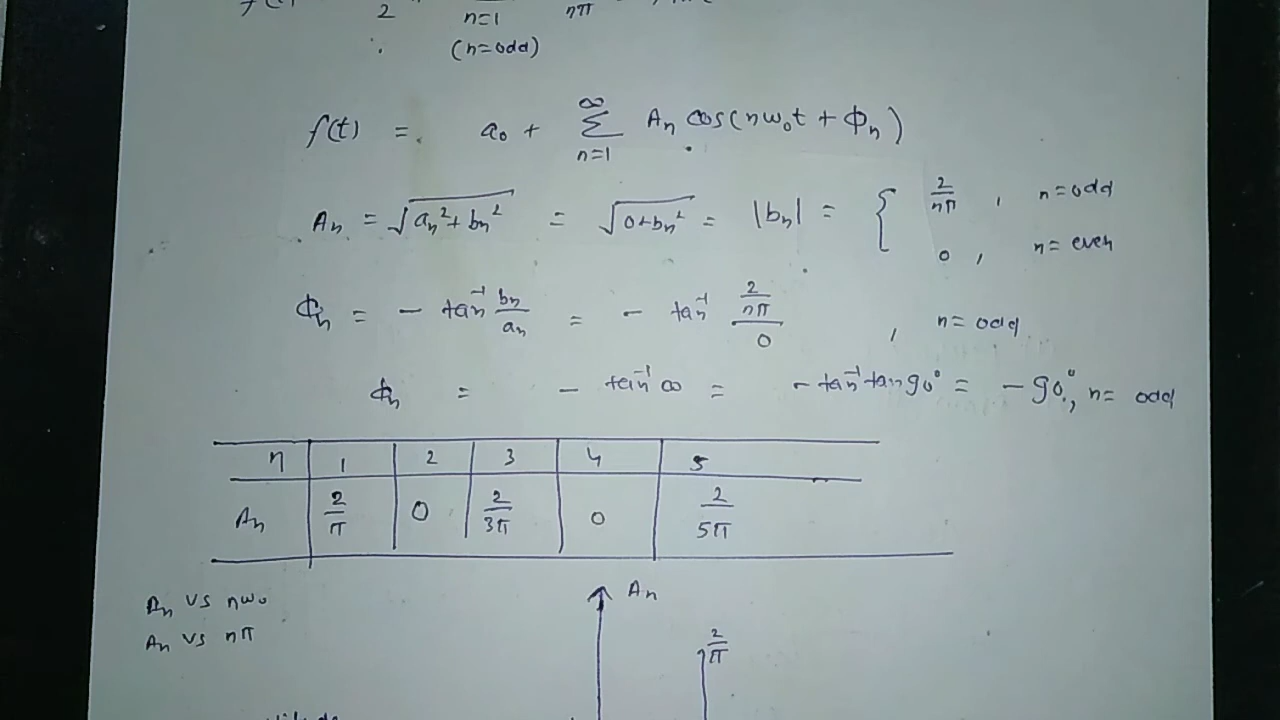 2 n=1 nπ
(n=odd)
f(t) = a₀ + ∞ Σ n=1 Aₙ cos(nω₀t + Φₙ)
Aₙ = √(aₙ²+bₙ²) = √(0+bₙ²) = |bₙ| = { 2/nπ , n=odd
0 , n= even
Φₙ = - tan⁻¹ bₙ/aₙ = - tan⁻¹ (2/nπ)/0 , n= odd
Φₙ = - tan⁻¹ ∞ = - tan⁻¹ tan 90° = - 90°, n= odd
n 1 2 3 4 5
Aₙ 2/π 0 2/3π 0 2/5π
Aₙ vs nω₀
Aₙ vs nπ
Aₙ
2/π